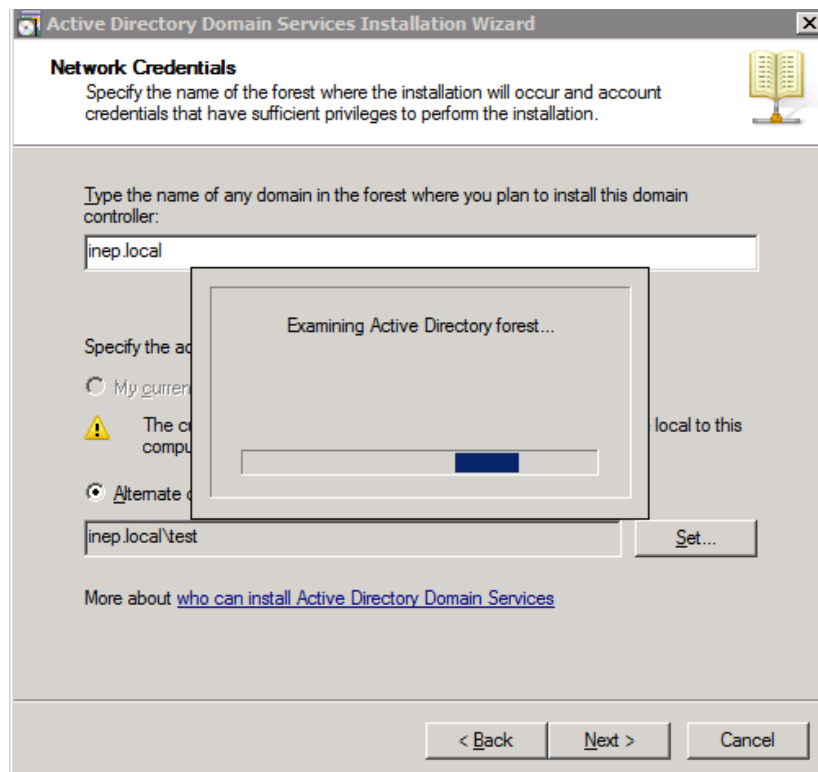 Active Directory Domain Services Installation Wizard
Network Credentials
Specify the name of the forest where the installation will occur and account
credentials that have sufficient privileges to perform the installation.
Type the name of any domain in the forest where you plan to install this domain
controller:
inep.local
Examining Active Directory forest...
Specify the ac
My curren
The cu local to this
compu
Alternate c
inep.local\test
Set...
More about who can install Active Directory Domain Services
< Back
Next >
Cancel